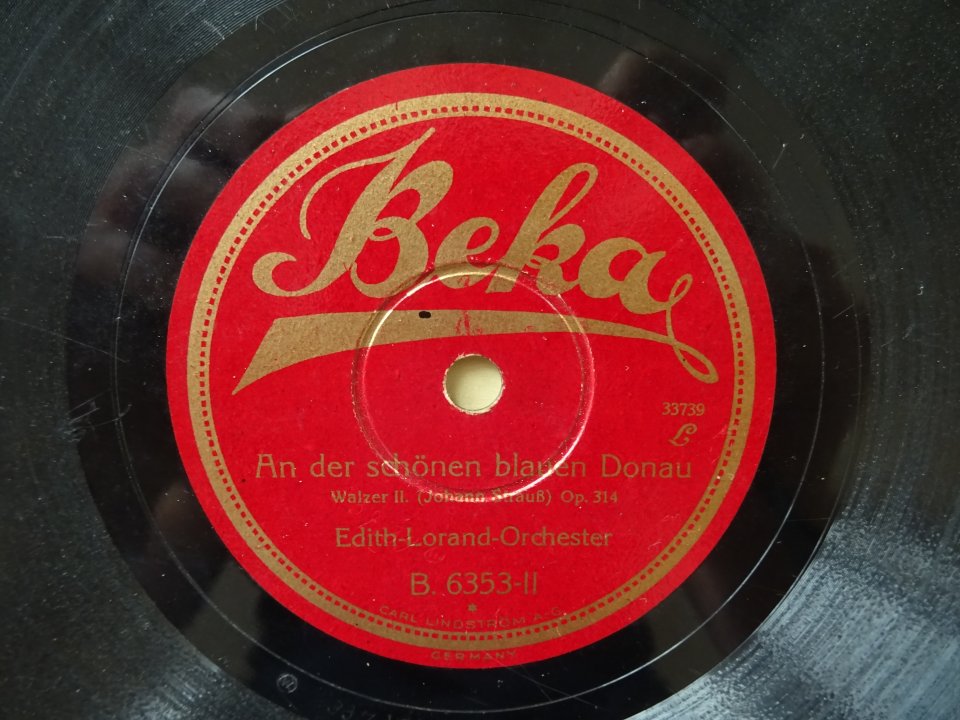 Beka
33739
L
An der schönen blauen Donau
Walzer II. (Johann Strauß) Op. 314
Edith-Lorand-Orchester
B. 6353-II
*
CARL LINDSTRÖM A.-G.
GERMANY